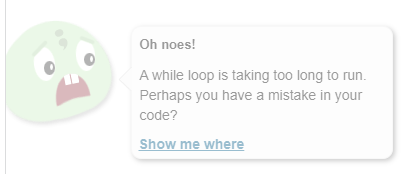 Oh noes!
A while loop is taking too long to run.
Perhaps you have a mistake in your
code?
Show me where